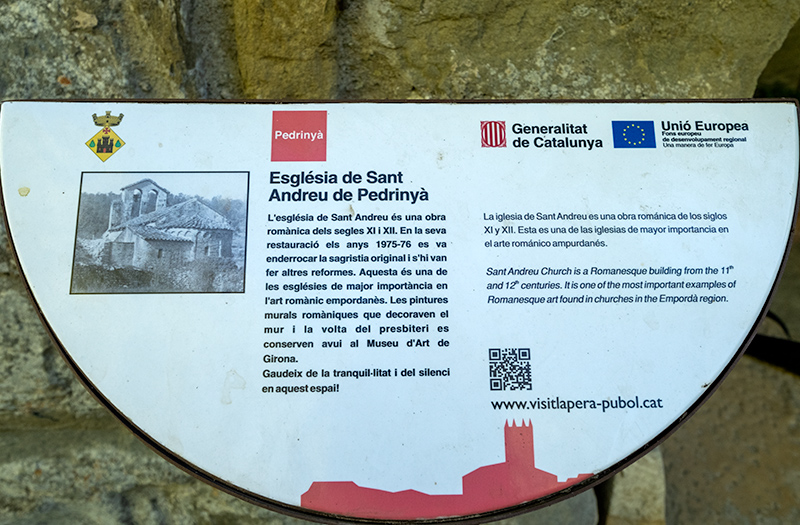 Pedrinyà
Generalitat
de Catalunya
Unió Europea
Fons europeu
de desenvolupament regional
Una manera de fer Europa
Església de Sant
Andreu de Pedrinyà
L'església de Sant Andreu és una obra
romànica dels segles XI i XII. En la seva
restauració els anys 1975-76 es va
enderrocar la sagristia original i s'hi van
fer altres reformes. Aquesta és una de
les esglésies de major importància en
l'art romànic empordanès. Les pintures
murals romàniques que decoraven el
mur i la volta del presbiteri es
conserven avui al Museu d'Art de
Girona.
Gaudeix de la tranquil·litat i del silenci
en aquest espai!
La iglesia de Sant Andreu es una obra románica de los siglos
XI y XII. Esta es una de las iglesias de mayor importancia en
el arte románico ampurdanés.
Sant Andreu Church is a Romanesque building from the 11th
and 12th centuries. It is one of the most important examples of
Romanesque art found in churches in the Empordà region.
www.visitlapera-pubol.cat